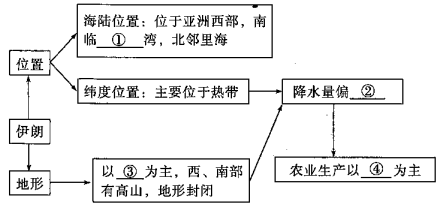 海陆位置：位于亚洲西部，南
临 ① 湾，北邻里海
位置
纬度位置：主要位于热带
降水量偏 ②
伊朗
以 ③ 为主，西、南部
有高山，地形封闭
农业生产以 ④ 为主
地形